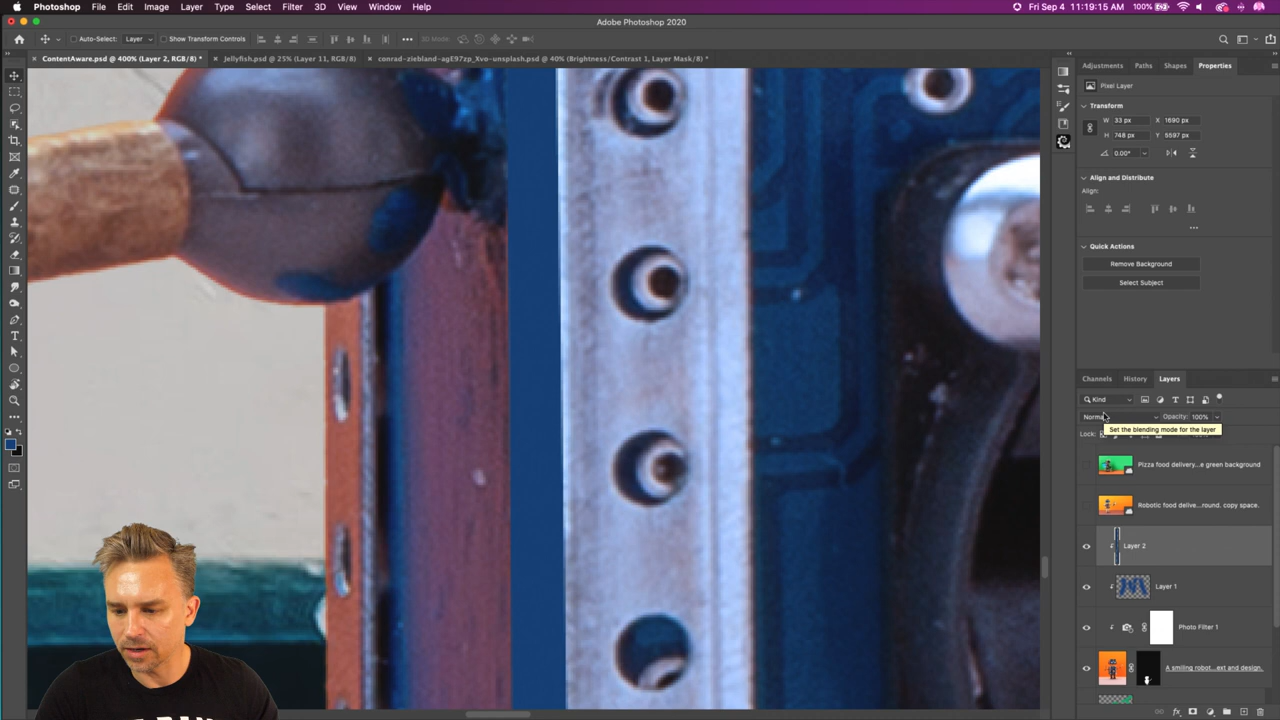 Photoshop File Edit Image Layer Type Select Filter 3D View Window Help 100% Fri Sep 4 11:19:15 AM
Adobe Photoshop 2020
Auto-Select: Layer Show Transform Controls 3D Mode:
ContentAware.psd @ 400% (Layer 2, RGB/8) * Jellyfish.psd @ 25% (Layer 11, RGB/8) conrad-ziebland-agE97zp_Xvo-unsplash.psd @ 40% (Brightness/Contrast 1, Layer Mask/8) *
Adjustments Paths Shapes Properties
Pixel Layer
Transform
W 33 px X 1690 px
H 748 px Y 5597 px
0.00°
Align and Distribute
Align:
Quick Actions
Remove Background
Select Subject
Channels History Layers
Kind
Normal Opacity: 100%
Set the blending mode for the layer
Lock:
Pizza food delivery...e green background
Robotic food delive...round. copy space.
Layer 2
Layer 1
Photo Filter 1
A smiling robot...ext and design.